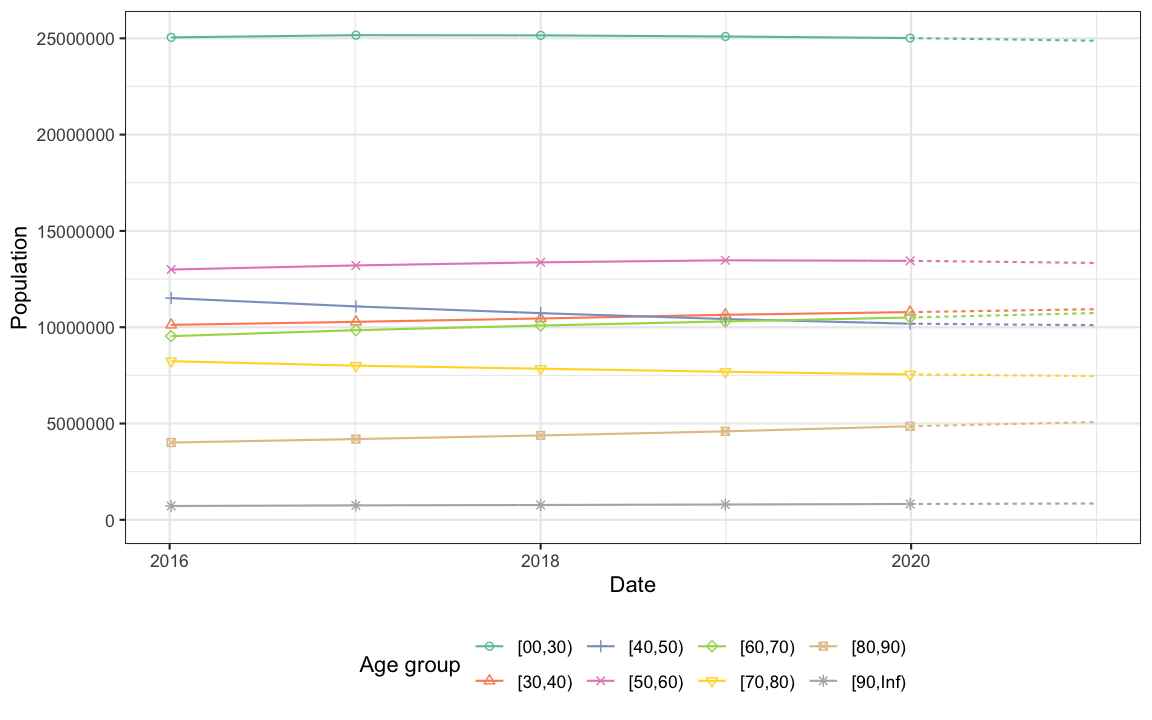 25000000
20000000
15000000
10000000
5000000
0
Population
2016 2018 2020
Date
Age group
[00,30) [40,50) [60,70) [80,90)
[30,40) [50,60) [70,80) [90,Inf)